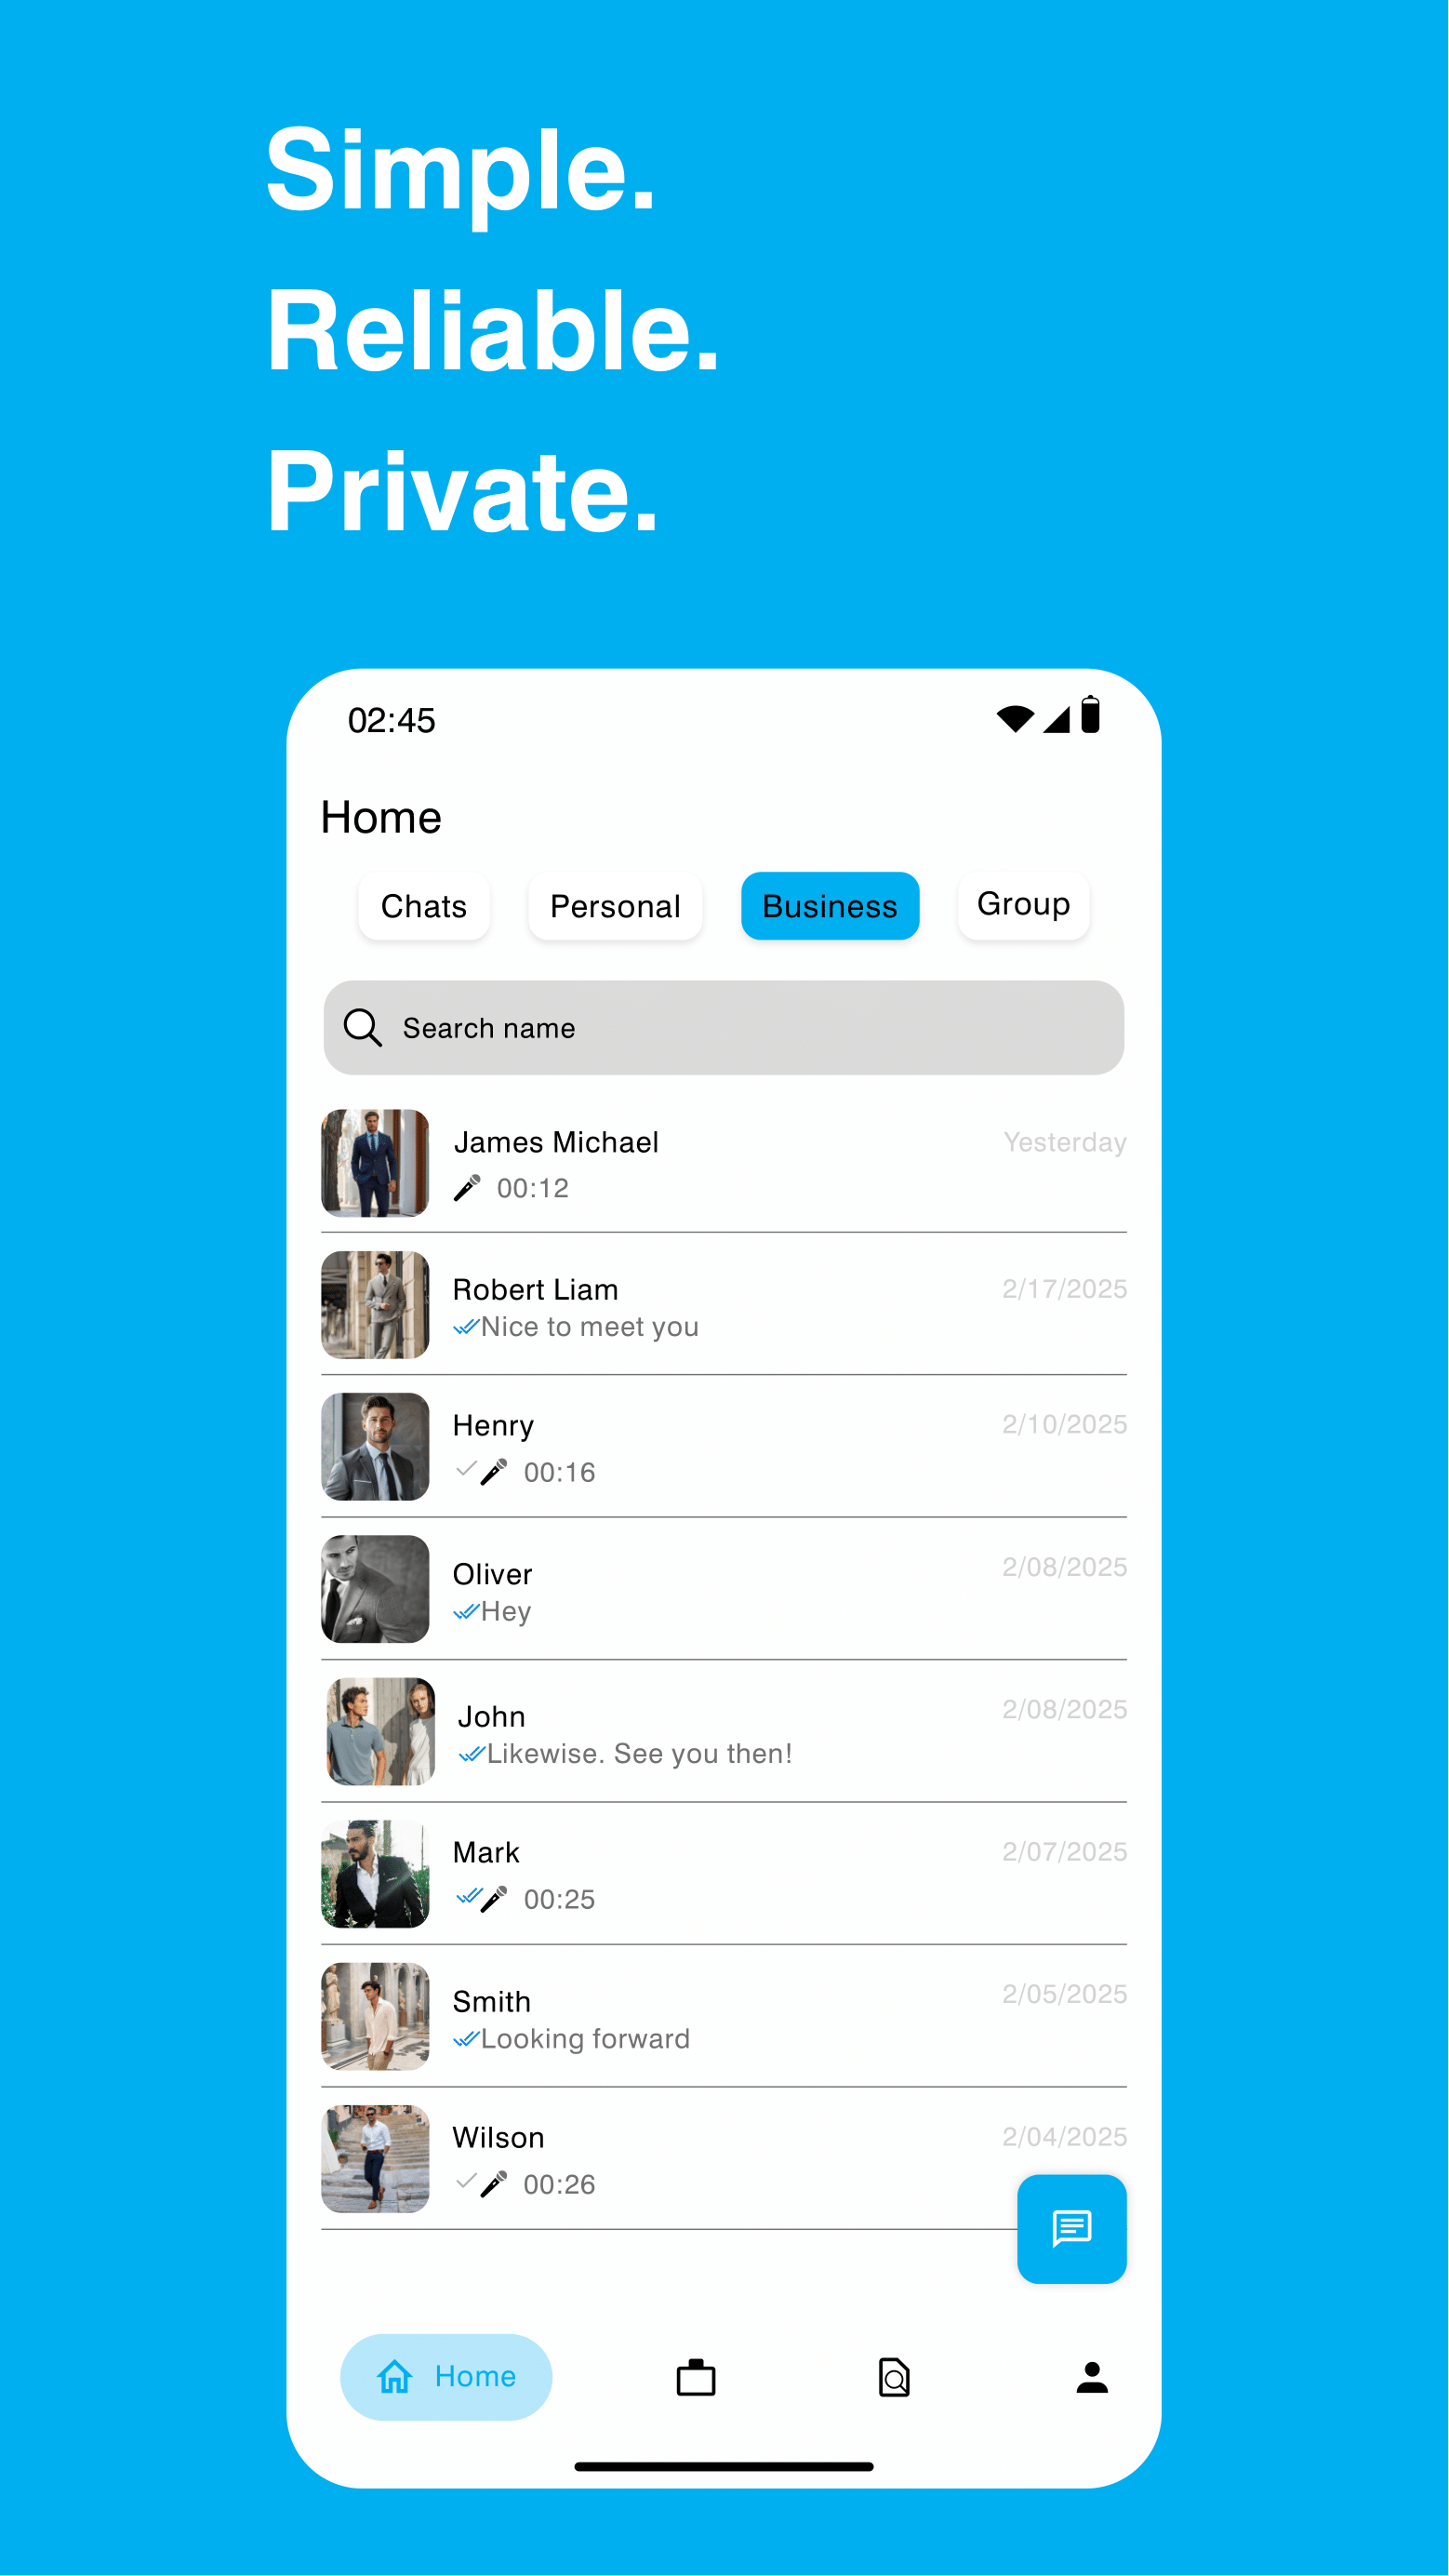 Simple.
Reliable.
Private.
02:45
Home
Chats Personal Business Group
Search name
James Michael Yesterday
00:12
Robert Liam 2/17/2025
Nice to meet you
Henry 2/10/2025
00:16
Oliver 2/08/2025
Hey
John 2/08/2025
Likewise. See you then!
Mark 2/07/2025
00:25
Smith 2/05/2025
Looking forward
Wilson 2/04/2025
00:26
Home